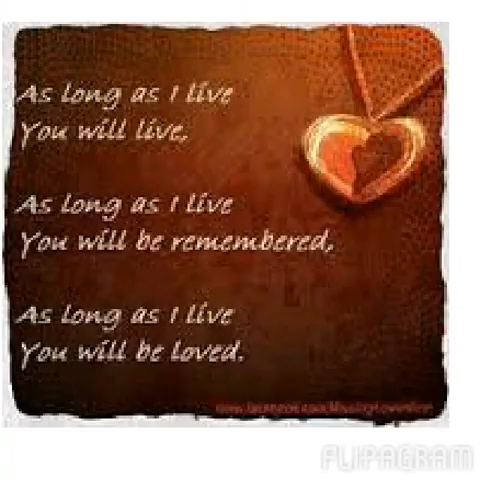 As long as I live
You will live,
As long as I live
You will be remembered,
As long as I live
You will be loved.
FLIPAGRAM